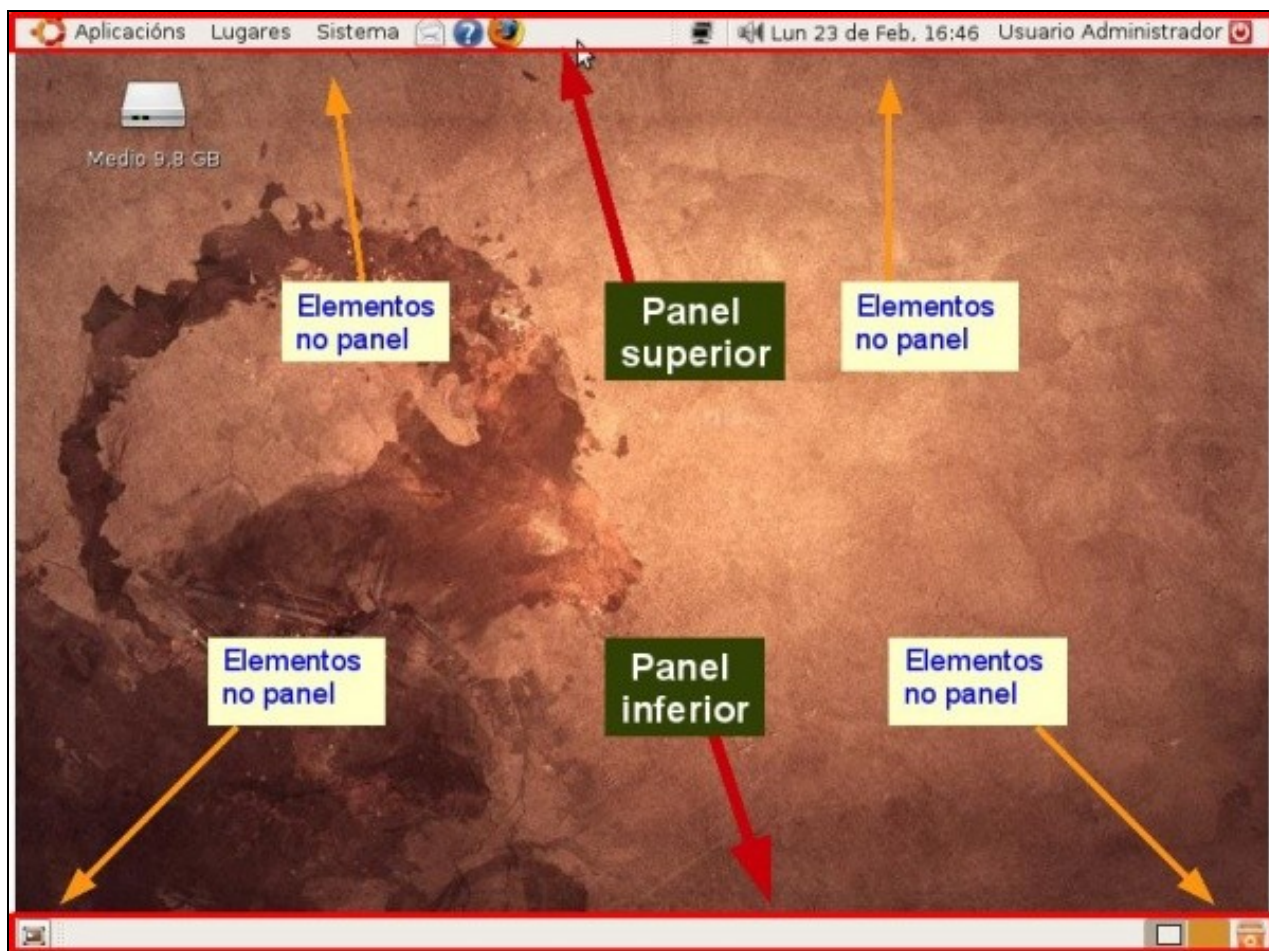 Aplicacións Lugares Sistema Lun 23 de Feb, 16:46 Usuario Administrador
Medio 9,8 GB
Elementos
no panel
Panel
superior
Elementos
no panel
Elementos
no panel
Panel
inferior
Elementos
no panel